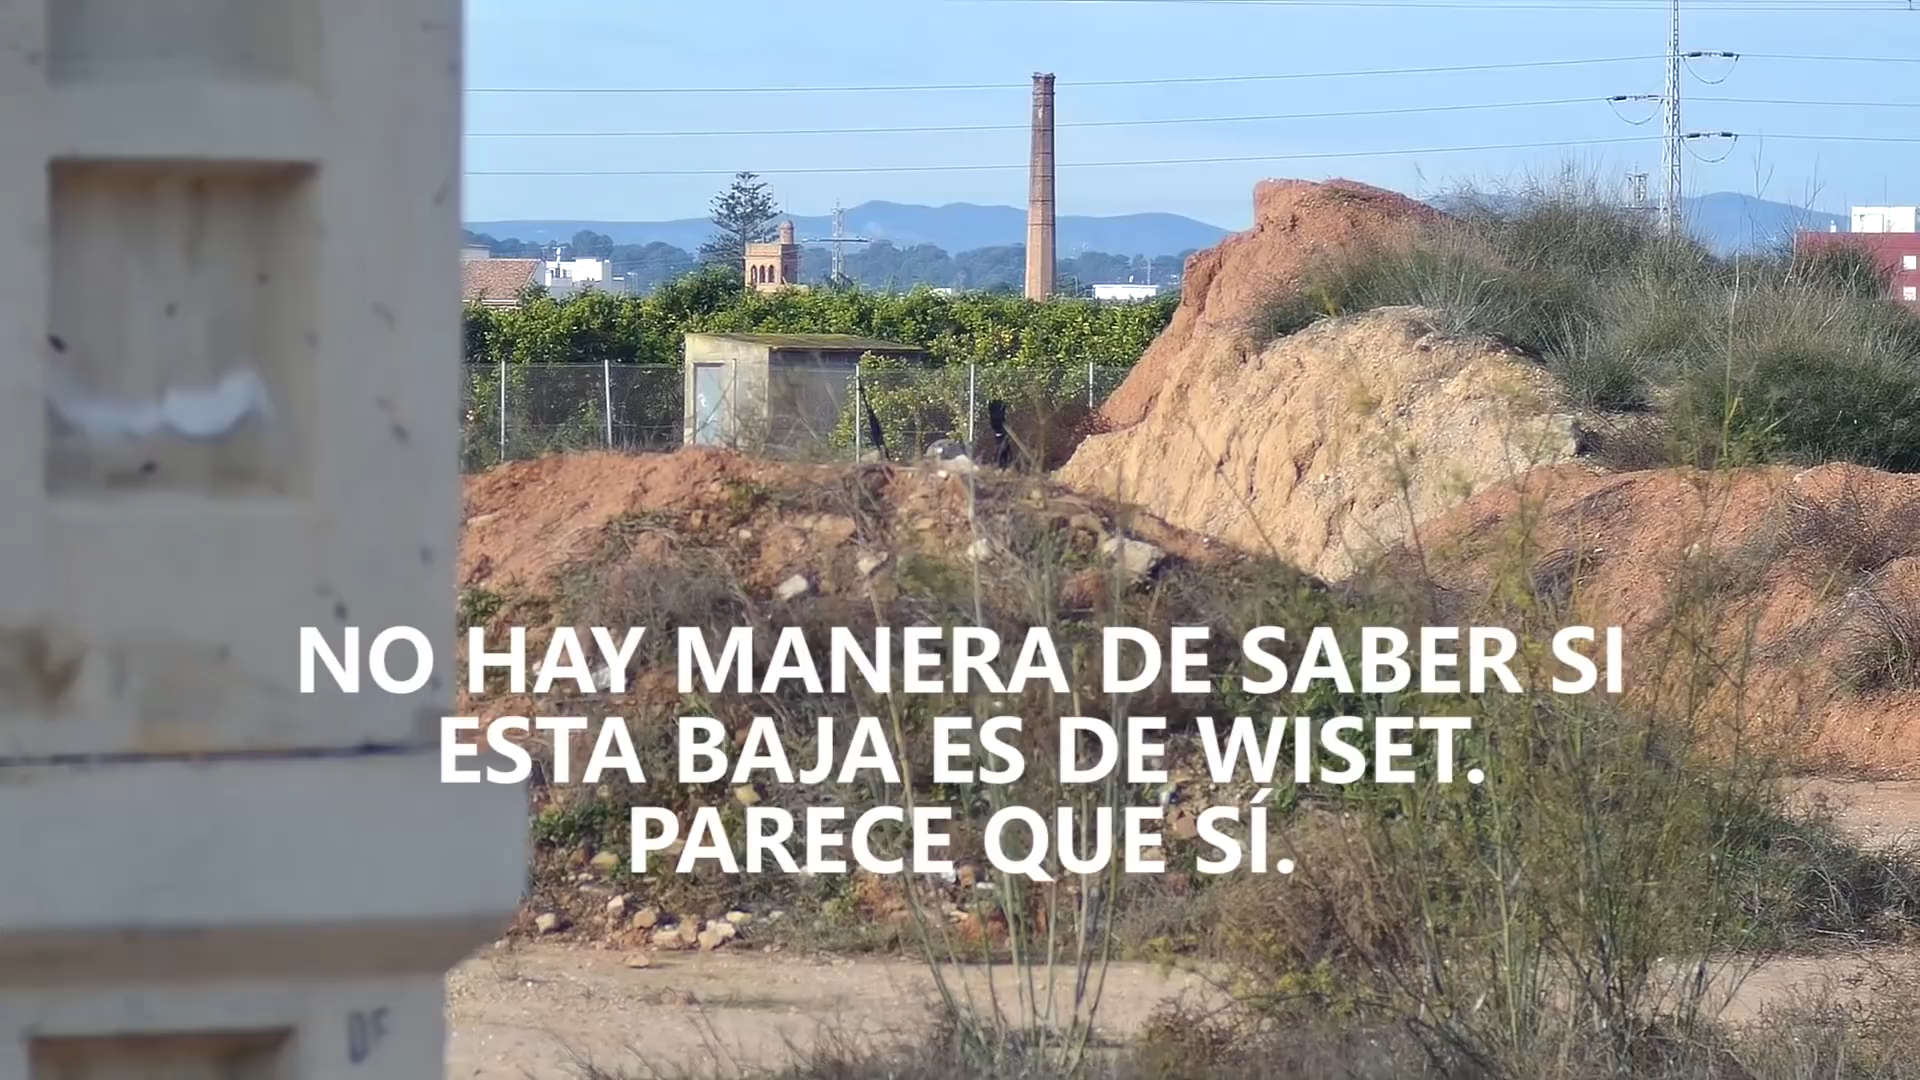 NO HAY MANERA DE SABER SI
ESTA BAJA ES DE WISET.
PARECE QUE SÍ.